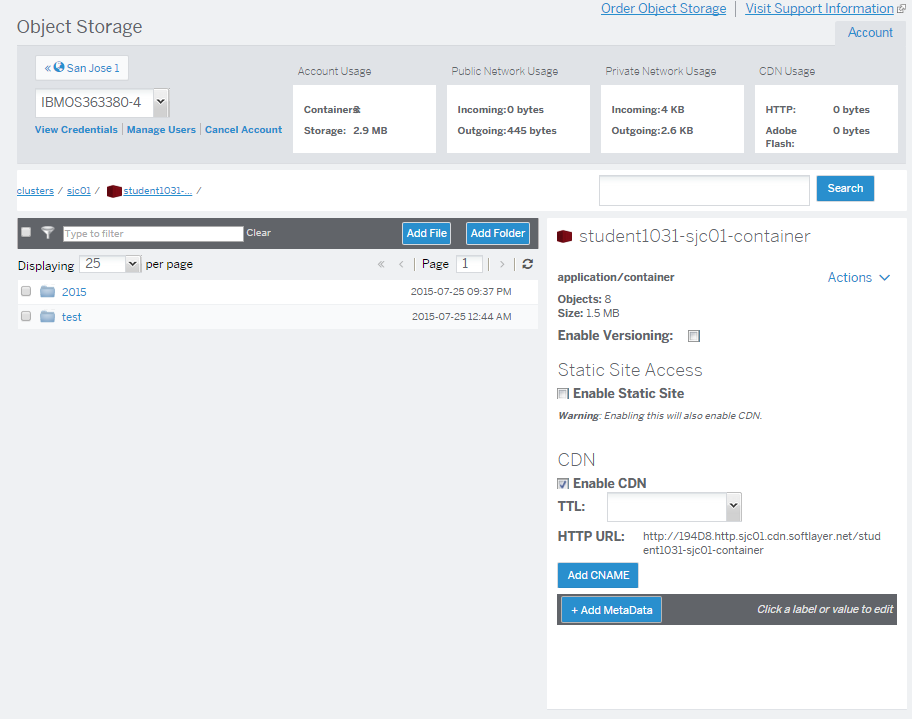 Order Object Storage
Visit Support Information
Object Storage
Account
« San Jose 1
IBMOS363380-4
View Credentials
Manage Users
Cancel Account
Account Usage
Containers:
Storage: 2.9 MB
Public Network Usage
Incoming:0 bytes
Outgoing:445 bytes
Private Network Usage
Incoming:4 KB
Outgoing:2.6 KB
CDN Usage
HTTP: 0 bytes
Adobe 0 bytes
Flash:
clusters / sjc01 / student1031-... /
Search
Type to filter
Clear
Add File
Add Folder
Displaying 25 per page
« ‹ Page 1 ›
2015 2015-07-25 09:37 PM
test 2015-07-25 12:44 AM
student1031-sjc01-container
application/container
Actions
Objects: 8
Size: 1.5 MB
Enable Versioning:
Static Site Access
Enable Static Site
Warning: Enabling this will also enable CDN.
CDN
Enable CDN
TTL:
HTTP URL: http://194D8.http.sjc01.cdn.softlayer.net/stud
ent1031-sjc01-container
Add CNAME
+ Add MetaData
Click a label or value to edit